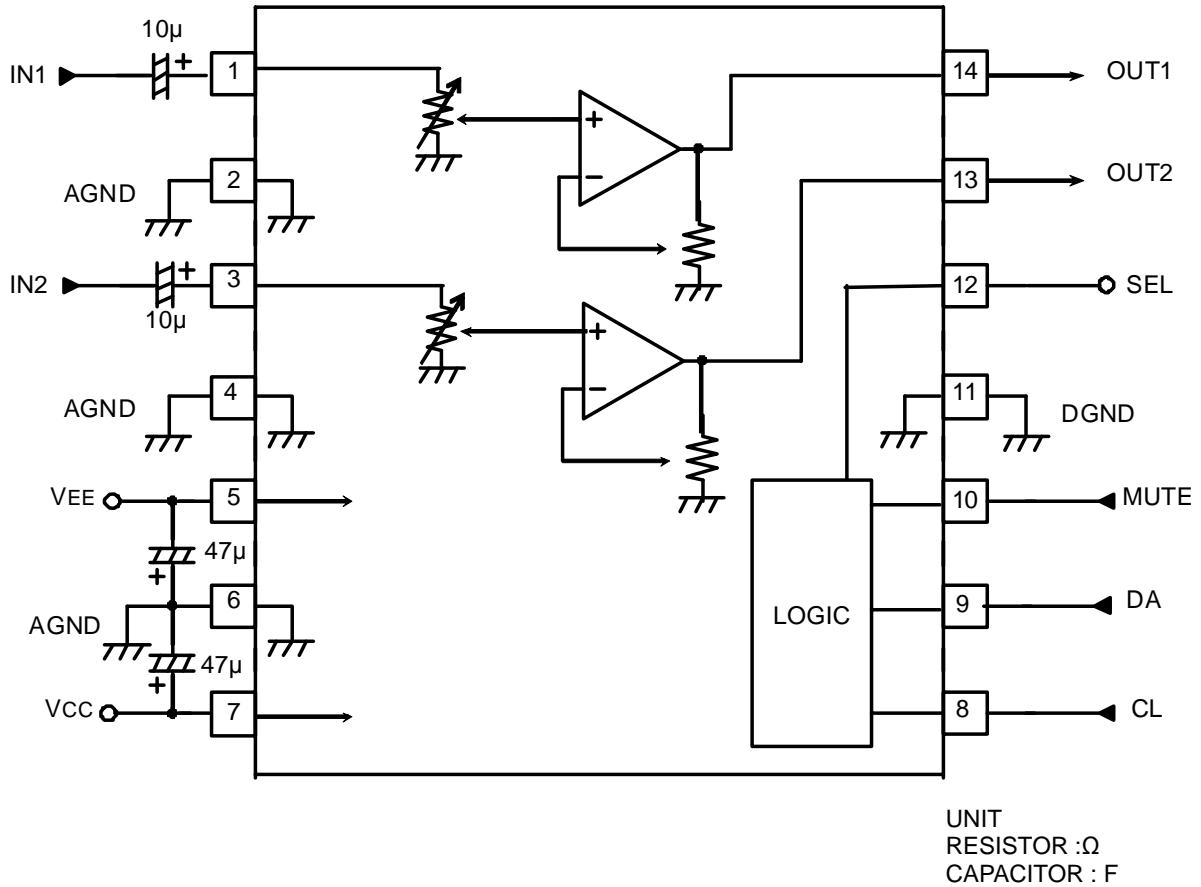 10µ
IN1
+
1
14
OUT1
+
−
AGND
2
13
OUT2
IN2
+
3
10µ
12
SEL
+
−
AGND
4
11
DGND
VEE
5
10
MUTE
47µ
+
AGND
6
LOGIC
9
DA
47µ
+
VCC
7
8
CL
UNIT
RESISTOR :Ω
CAPACITOR : F